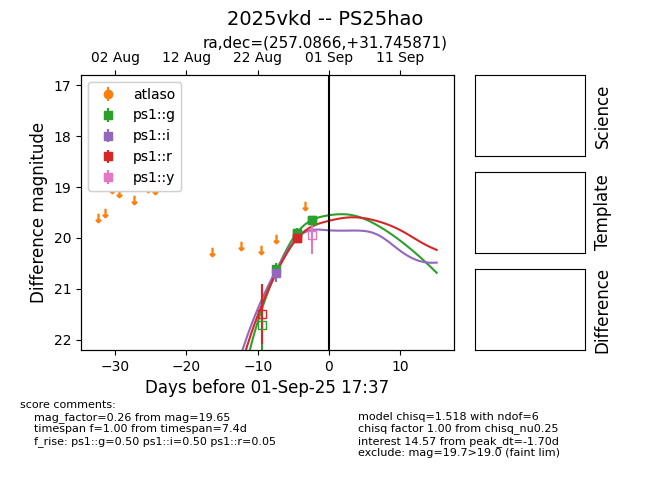 2025vkd -- PS25hao
ra,dec=(257.0866,+31.745871)
02 Aug 12 Aug 22 Aug 01 Sep 11 Sep
17
18
19
20
21
22
Difference magnitude
atlaso
ps1::g
ps1::i
ps1::r
ps1::y
−30 −20 −10 0 10
Days before 01-Sep-25 17:37
Science
Template
Difference
score comments:
mag_factor=0.26 from mag=19.65
timespan f=1.00 from timespan=7.4d
f_rise: ps1::g=0.50 ps1::i=0.50 ps1::r=0.05
model chisq=1.518 with ndof=6
chisq factor 1.00 from chisq_nu0.25
interest 14.57 from peak_dt=-1.70d
exclude: mag=19.7>19.0 (faint lim)